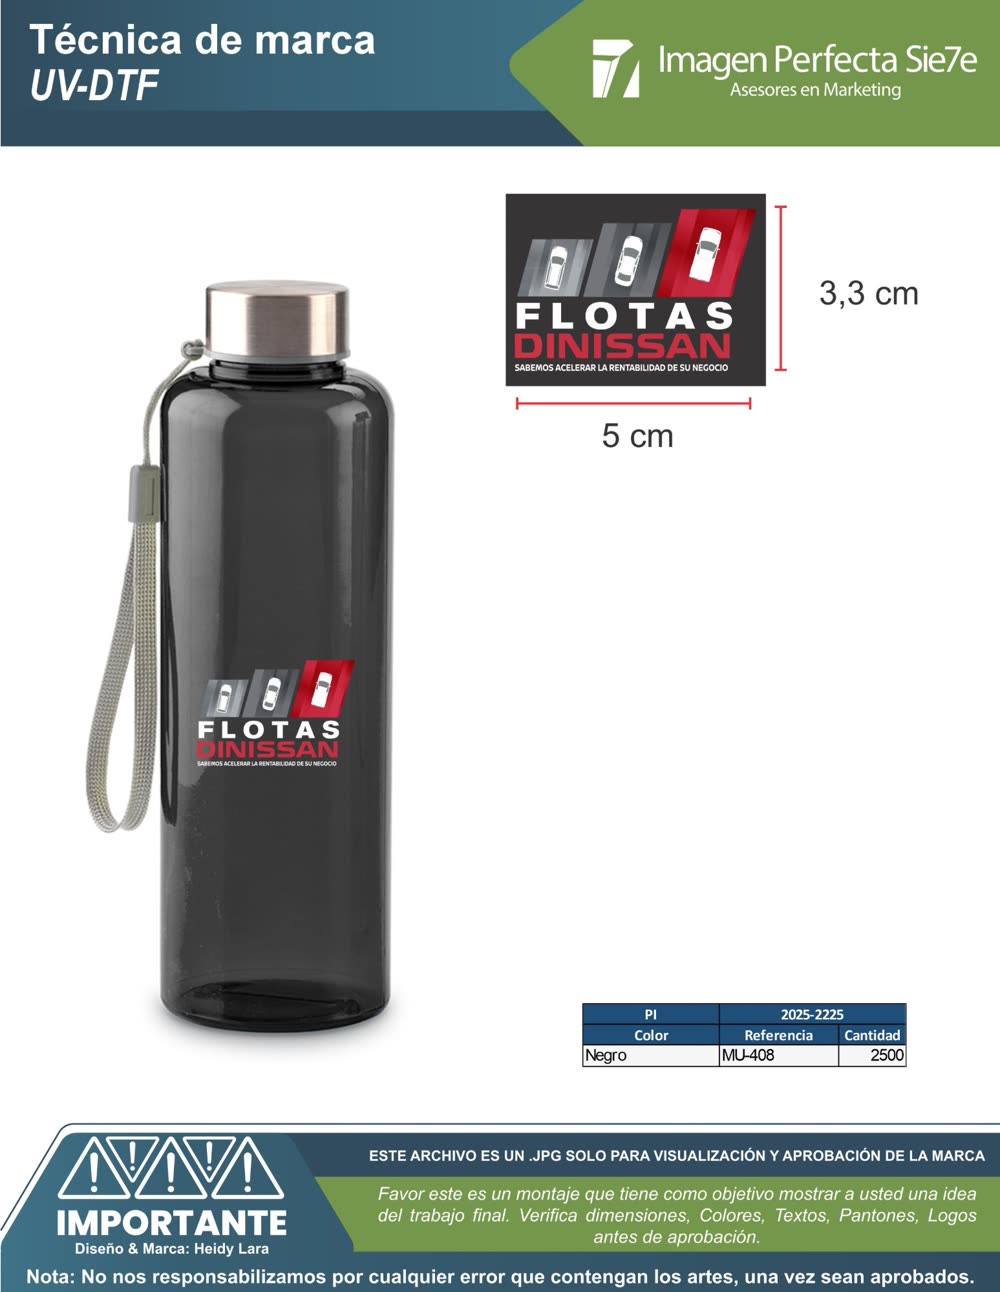 Técnica de marca
UV-DTF
Imagen Perfecta Sie7e
Asesores en Marketing
FLOTAS
DINISSAN
SABEMOS ACELERAR LA RENTABILIDAD DE SU NEGOCIO
3,3 cm
5 cm
FLOTAS
DINISSAN
SABEMOS ACELERAR LA RENTABILIDAD DE SU NEGOCIO
PI 2025-2225
Color Referencia Cantidad
Negro MU-408 2500
IMPORTANTE
Diseño & Marca: Heidy Lara
ESTE ARCHIVO ES UN .JPG SOLO PARA VISUALIZACIÓN Y APROBACIÓN DE LA MARCA
Favor este es un montaje que tiene como objetivo mostrar a usted una idea
del trabajo final. Verifica dimensiones, Colores, Textos, Pantones, Logos
antes de aprobación.
Nota: No nos responsabilizamos por cualquier error que contengan los artes, una vez sean aprobados.